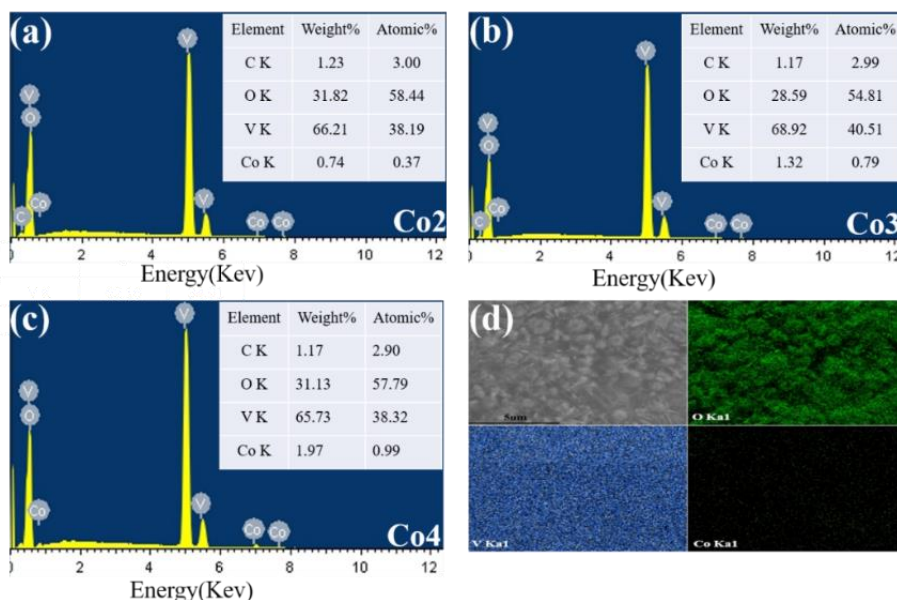 (a)
Element Weight% Atomic%
C K 1.23 3.00
O K 31.82 58.44
V K 66.21 38.19
Co K 0.74 0.37
V
V
O
C
Co
V
Co
Co
Co2
0 2 4 6 8 10 12
Energy(Kev)
(b)
Element Weight% Atomic%
C K 1.17 2.99
O K 28.59 54.81
V K 68.92 40.51
Co K 1.32 0.79
V
V
O
C
Co
V
Co
Co
Co3
0 2 4 6 8 10 12
Energy(Kev)
(c)
Element Weight% Atomic%
C K 1.17 2.90
O K 31.13 57.79
V K 65.73 38.32
Co K 1.97 0.99
V
V
O
Co
V
Co
Co
Co4
0 2 4 6 8 10 12
Energy(Kev)
(d)
5um
O Ka1
V Ka1
Co Ka1